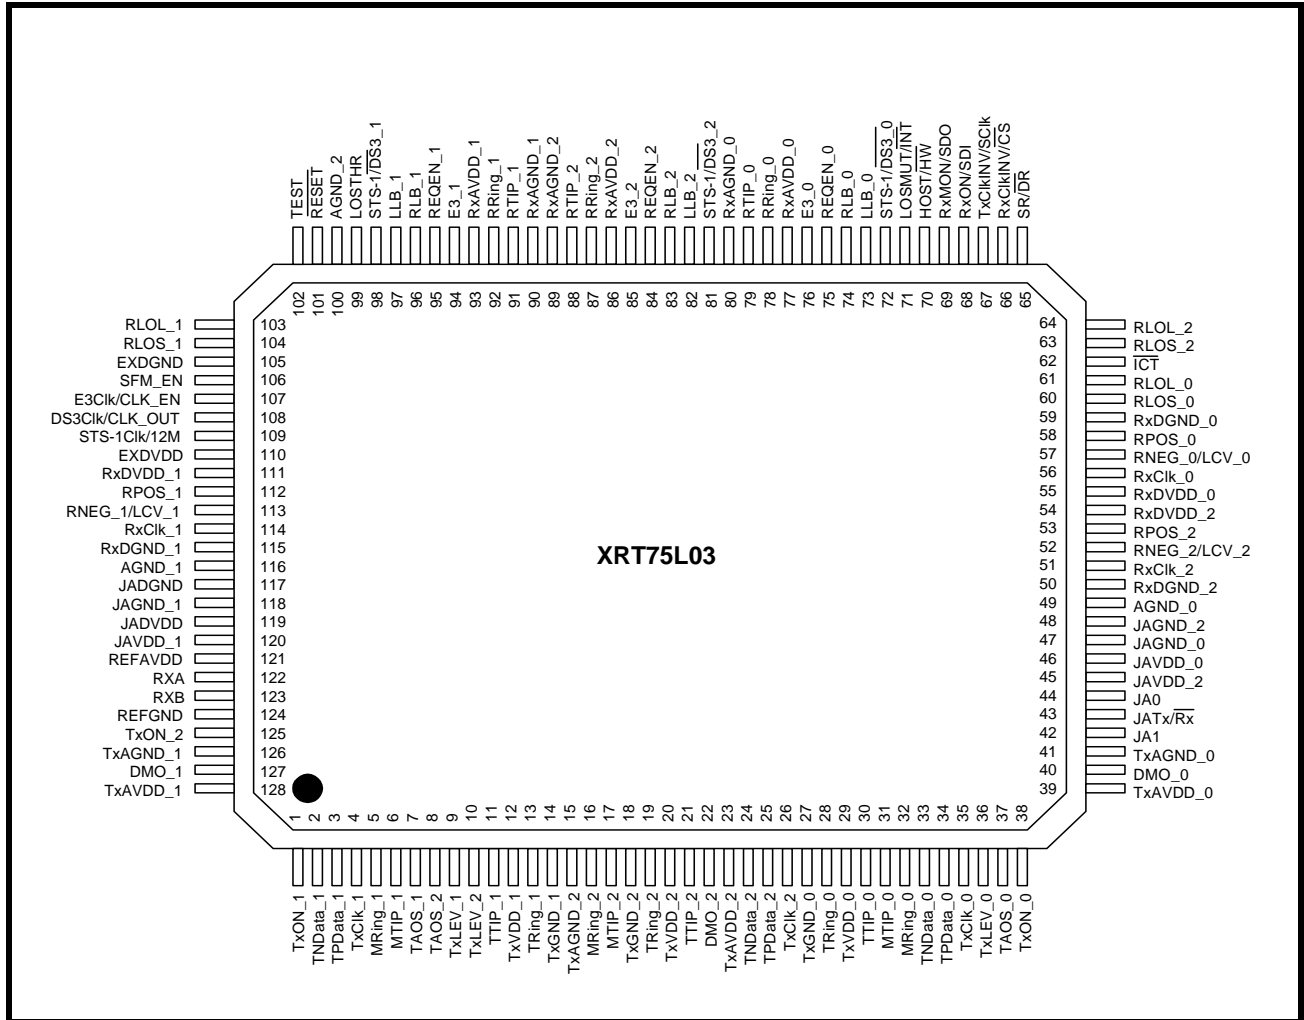 TEST
RESET
AGND_2
LOSTHR
STS-1/DS3_1
LLB_1
RLB_1
REQEN_1
E3_1
RxAVDD_1
RRing_1
RTIP_1
RxAGND_1
RxAGND_2
RTIP_2
RRing_2
RxAVDD_2
E3_2
REQEN_2
RLB_2
LLB_2
STS-1/DS3_2
RxAGND_0
RTIP_0
RRing_0
RxAVDD_0
E3_0
REQEN_0
RLB_0
LLB_0
STS-1/DS3_0
LOSMUT/INT
HOST/HW
RxMON/SDO
RxON/SDI
TxClkINV/SClk
RxClkINV/CS
SR/DR
102
101
100
99
98
97
96
95
94
93
92
91
90
89
88
87
86
85
84
83
82
81
80
79
78
77
76
75
74
73
72
71
70
69
68
67
66
65
RLOL_1 103
RLOS_1 104
EXDGND 105
SFM_EN 106
E3Clk/CLK_EN 107
DS3Clk/CLK_OUT 108
STS-1Clk/12M 109
EXDVDD 110
RxDVDD_1 111
RPOS_1 112
RNEG_1/LCV_1 113
RxClk_1 114
RxDGND_1 115
AGND_1 116
JADGND 117
JAGND_1 118
JADVDD 119
JAVDD_1 120
REFAVDD 121
RXA 122
RXB 123
REFGND 124
TxON_2 125
TxAGND_1 126
DMO_1 127
TxAVDD_1 128
XRT75L03
64 RLOL_2
63 RLOS_2
62 ICT
61 RLOL_0
60 RLOS_0
59 RxDGND_0
58 RPOS_0
57 RNEG_0/LCV_0
56 RxClk_0
55 RxDVDD_0
54 RxDVDD_2
53 RPOS_2
52 RNEG_2/LCV_2
51 RxClk_2
50 RxDGND_2
49 AGND_0
48 JAGND_2
47 JAGND_0
46 JAVDD_0
45 JAVDD_2
44 JA0
43 JATx/Rx
42 JA1
41 TxAGND_0
40 DMO_0
39 TxAVDD_0
1
2
3
4
5
6
7
8
9
10
11
12
13
14
15
16
17
18
19
20
21
22
23
24
25
26
27
28
29
30
31
32
33
34
35
36
37
38
TxON_1
TNData_1
TPData_1
TxClk_1
MRing_1
MTIP_1
TAOS_1
TAOS_2
TxLEV_1
TxLEV_2
TTIP_1
TxVDD_1
TRing_1
TxGND_1
TxAGND_2
MRing_2
MTIP_2
TxGND_2
TRing_2
TxVDD_2
TTIP_2
DMO_2
TxAVDD_2
TNData_2
TPData_2
TxClk_2
TxGND_0
TRing_0
TxVDD_0
TTIP_0
MTIP_0
MRing_0
TNData_0
TPData_0
TxClk_0
TxLEV_0
TAOS_0
TxON_0